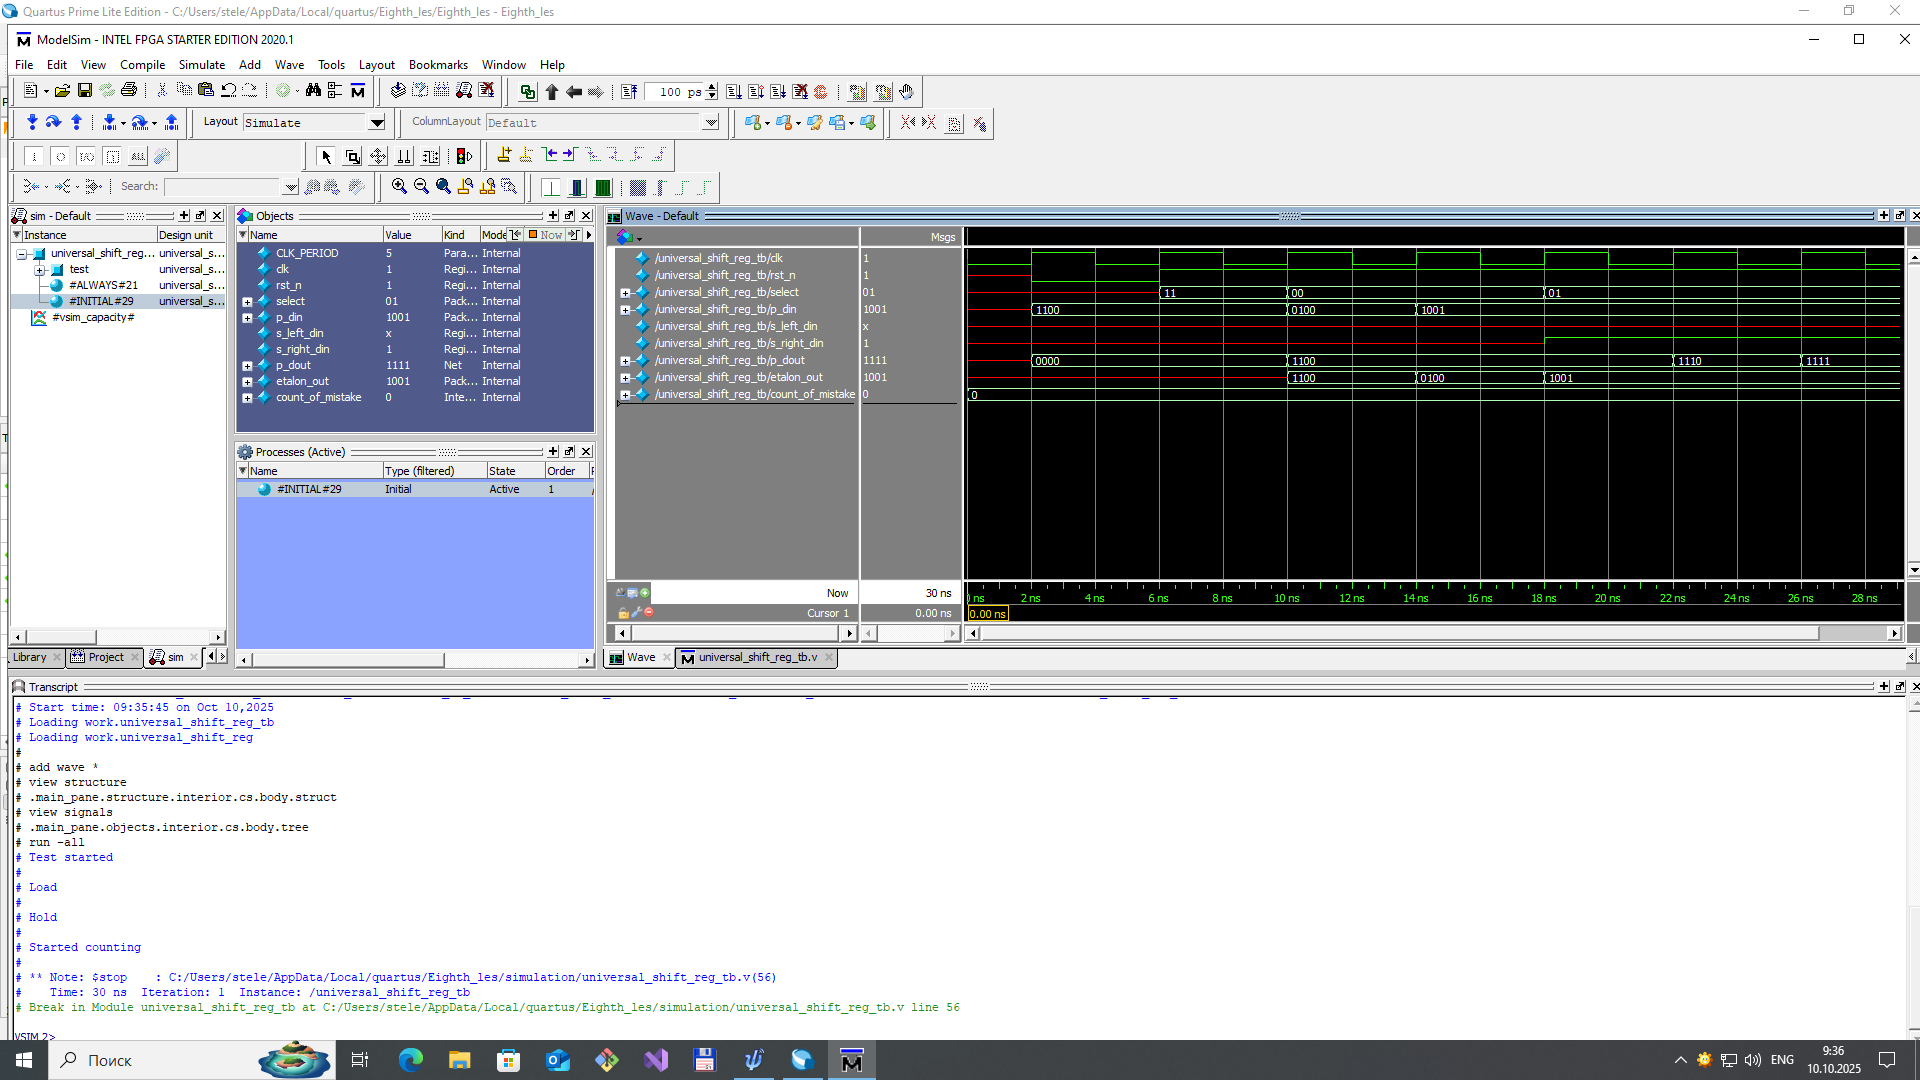 Quartus Prime Lite Edition - C:/Users/stele/AppData/Local/quartus/Eighth_les/Eighth_les - Eighth_les
ModelSim - INTEL FPGA STARTER EDITION 2020.1
File Edit View Compile Simulate Add Wave Tools Layout Bookmarks Window Help
100 ps
Layout Simulate ColumnLayout Default
Search:
sim - Default
Instance Design unit
universal_shift_reg... universal_s...
test universal_s...
#ALWAYS#21 universal_s...
#INITIAL#29 universal_s...
#vsim_capacity#
Library Project sim
Objects
Name Value Kind Mode Now
CLK_PERIOD 5 Para... Internal
clk 1 Regi... Internal
rst_n 1 Regi... Internal
select 01 Pack... Internal
p_din 1001 Pack... Internal
s_left_din x Regi... Internal
s_right_din 1 Regi... Internal
p_dout 1111 Net Internal
etalon_out 1001 Pack... Internal
count_of_mistake 0 Inte... Internal
Processes (Active)
Name Type (filtered) State Order
#INITIAL#29 Initial Active 1
Wave - Default
Msgs
/universal_shift_reg_tb/clk 1
/universal_shift_reg_tb/rst_n 1
/universal_shift_reg_tb/select 01 11 00 01
/universal_shift_reg_tb/p_din 1001 1100 0100 1001
/universal_shift_reg_tb/s_left_din x
/universal_shift_reg_tb/s_right_din 1
/universal_shift_reg_tb/p_dout 1111 0000 1100 1110 1111
/universal_shift_reg_tb/etalon_out 1001 1100 0100 1001
/universal_shift_reg_tb/count_of_mistake 0 0
Now 30 ns ns 2 ns 4 ns 6 ns 8 ns 10 ns 12 ns 14 ns 16 ns 18 ns 20 ns 22 ns 24 ns 26 ns 28 ns
Cursor 1 0.00 ns 0.00 ns
Wave universal_shift_reg_tb.v
Transcript
# Start time: 09:35:45 on Oct 10,2025
# Loading work.universal_shift_reg_tb
# Loading work.universal_shift_reg
#
# add wave *
# view structure
# .main_pane.structure.interior.cs.body.struct
# view signals
# .main_pane.objects.interior.cs.body.tree
# run -all
# Test started
#
# Load
#
# Hold
#
# Started counting
#
# ** Note: $stop : C:/Users/stele/AppData/Local/quartus/Eighth_les/simulation/universal_shift_reg_tb.v(56)
# Time: 30 ns Iteration: 1 Instance: /universal_shift_reg_tb
# Break in Module universal_shift_reg_tb at C:/Users/stele/AppData/Local/quartus/Eighth_les/simulation/universal_shift_reg_tb.v line 56
VSIM 2>
Поиск
ENG
9:36
10.10.2025